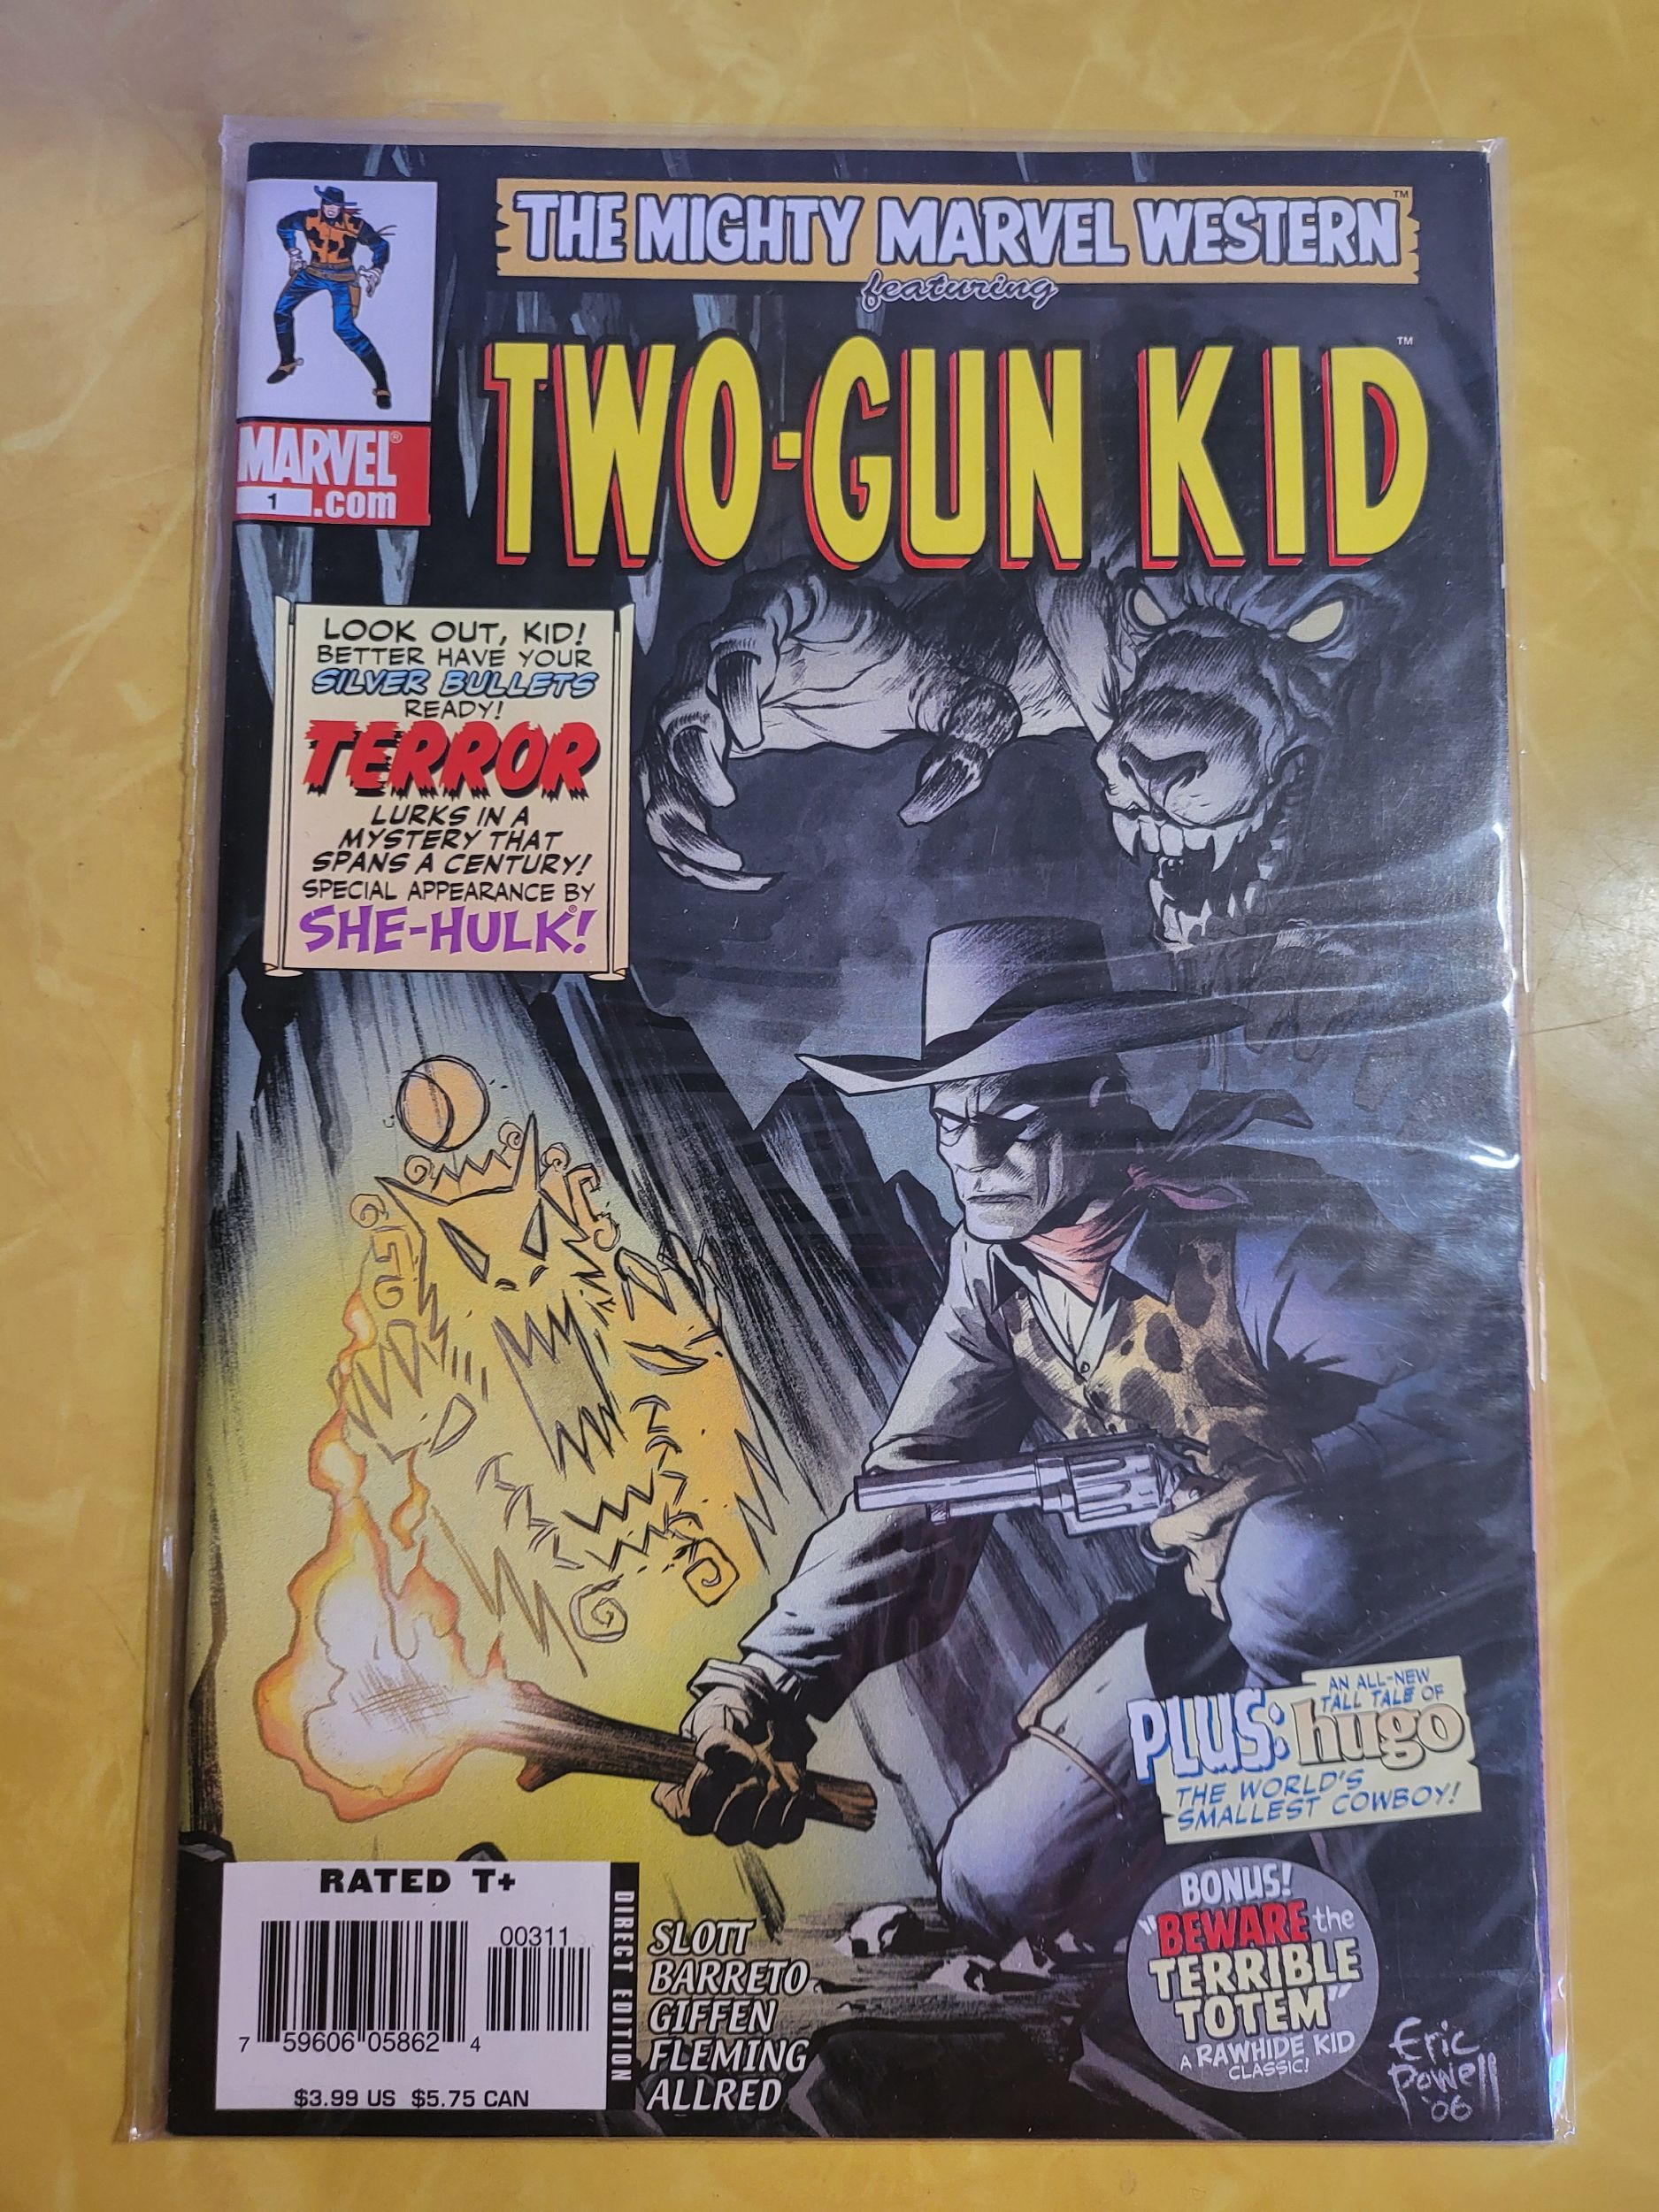 THE MIGHTY MARVEL WESTERN™
featuring
TWO-GUN KID™
MARVEL®
1 .com
LOOK OUT, KID!
BETTER HAVE YOUR
SILVER BULLETS
READY!
TERROR
LURKS IN A
MYSTERY THAT
SPANS A CENTURY!
SPECIAL APPEARANCE BY
SHE-HULK®!
AN ALL-NEW
TALL TALE OF
PLUS: hugo
THE WORLD'S
SMALLEST COWBOY!
RATED T+
00311
7 59606 05862 4
$3.99 US $5.75 CAN
DIRECT EDITION
SLOTT
BARRETO
GIFFEN
FLEMING
ALLRED
BONUS!
"BEWARE the
TERRIBLE
TOTEM"
A RAWHIDE KID
CLASSIC!
Eric
Powell
'06